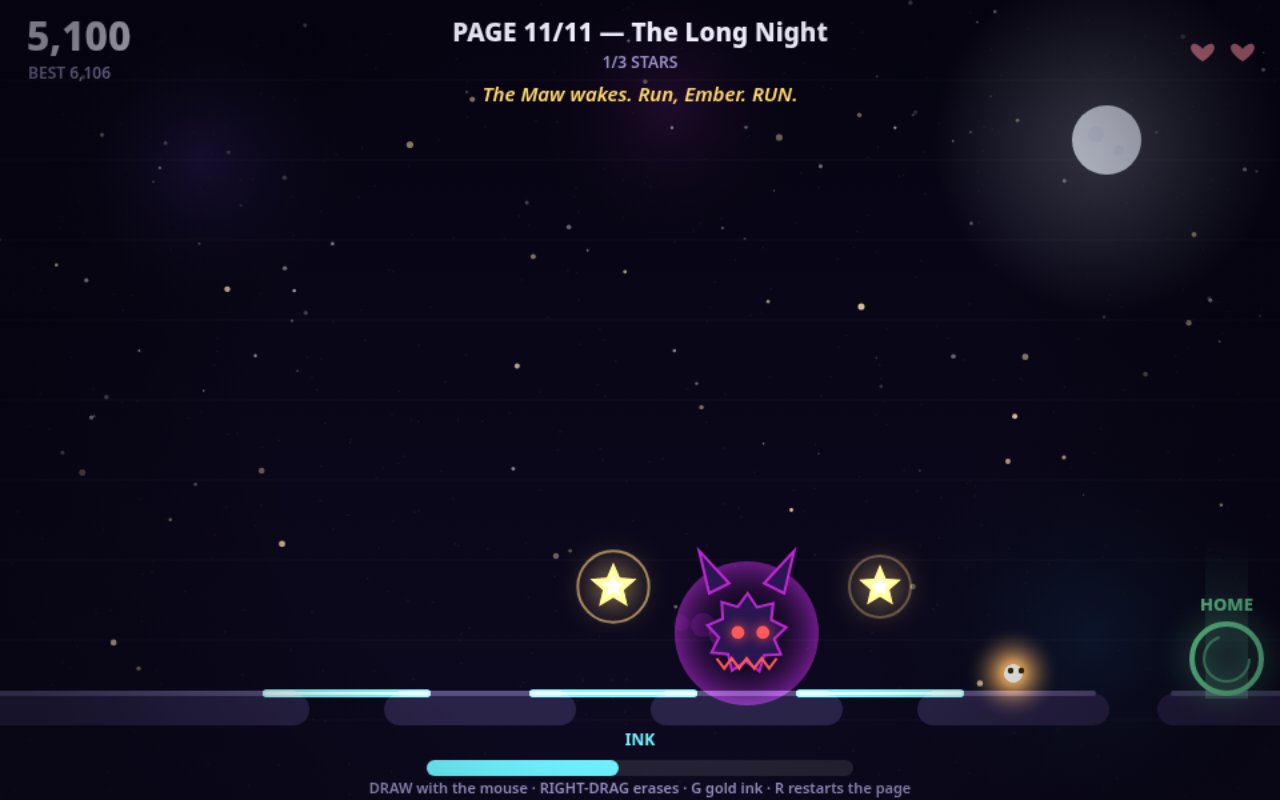 5,100
BEST 6,106
PAGE 11/11 — The Long Night
1/3 STARS
The Maw wakes. Run, Ember. RUN.
HOME
INK
DRAW with the mouse · RIGHT-DRAG erases · G gold ink · R restarts the page